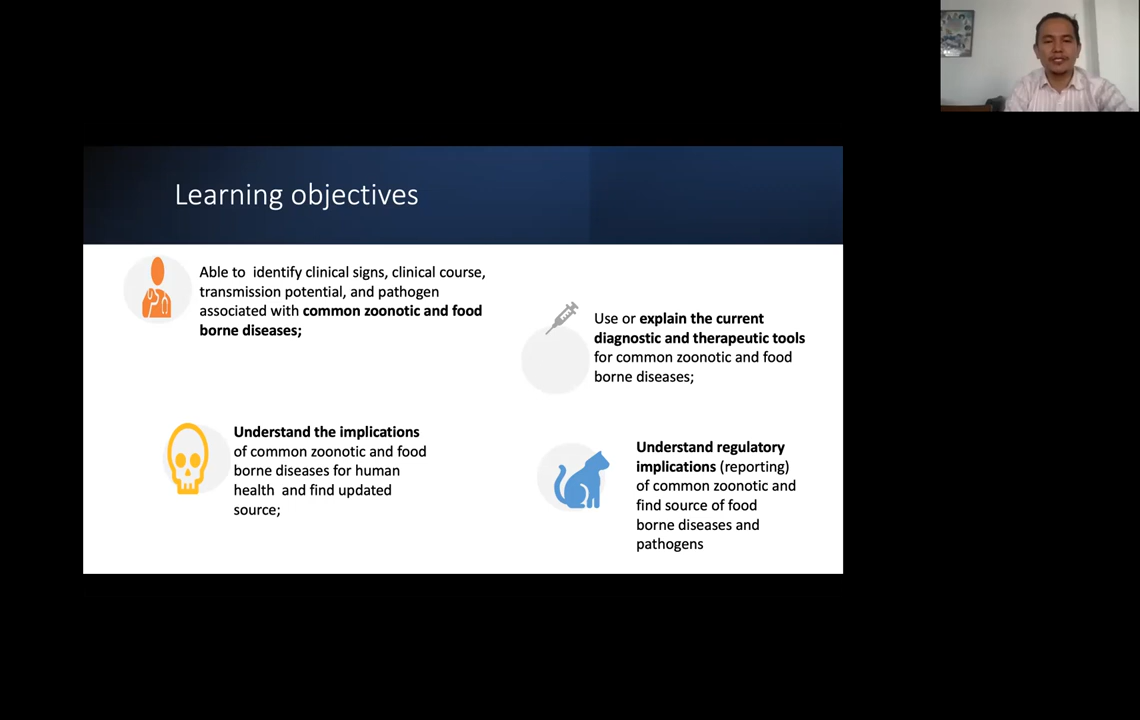 Learning objectives
Able to  identify clinical signs, clinical course,
transmission potential, and pathogen
associated with common zoonotic and food
borne diseases;
Use or explain the current
diagnostic and therapeutic tools
for common zoonotic and food
borne diseases;
Understand the implications
of common zoonotic and food
borne diseases for human
health  and find updated
source;
Understand regulatory
implications (reporting)
of common zoonotic and
find source of food
borne diseases and
pathogens